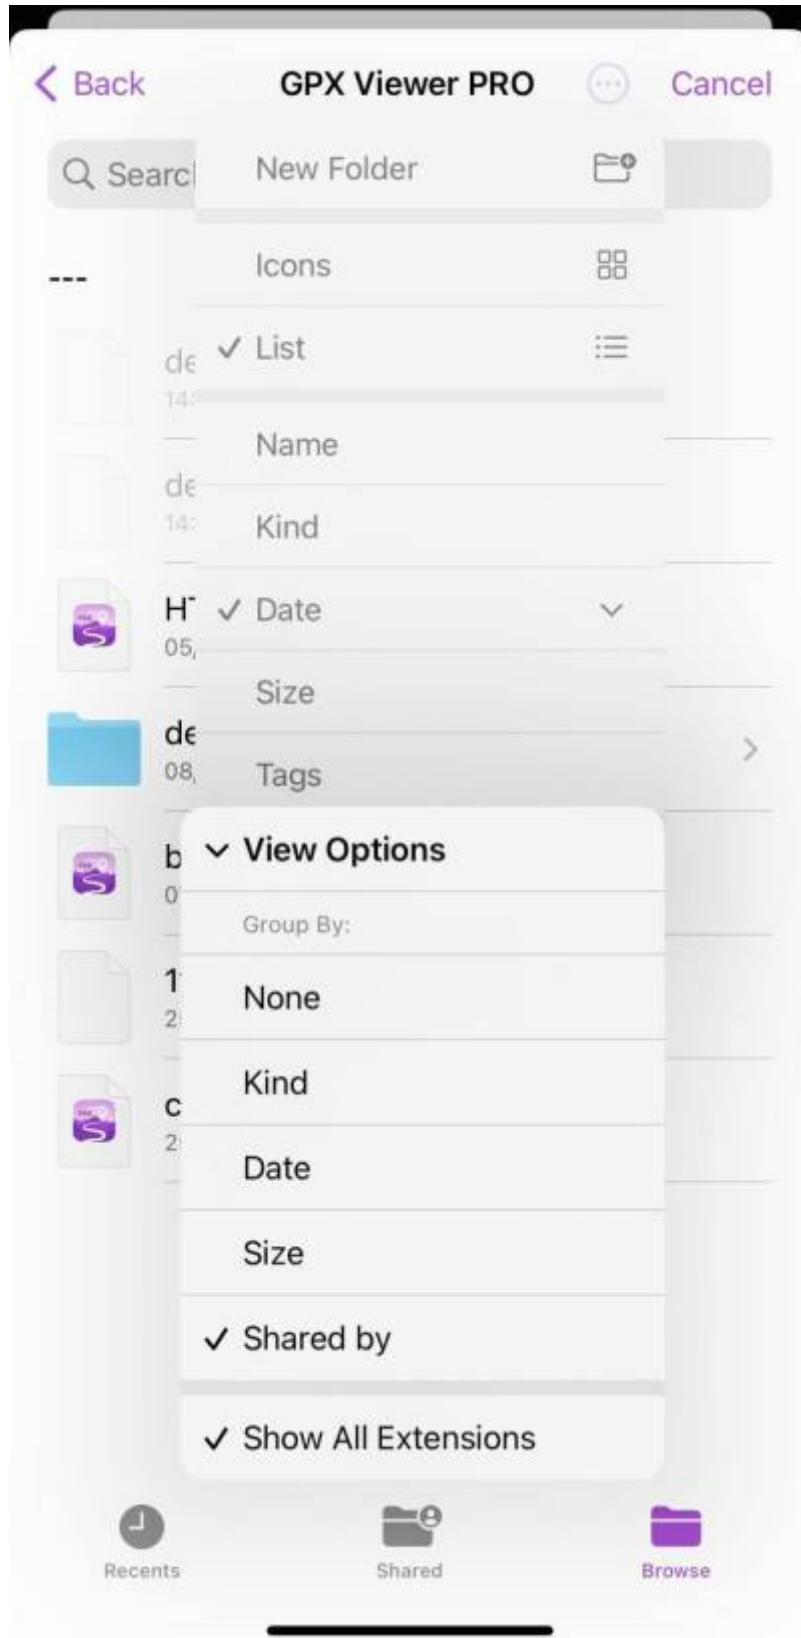 Back
GPX Viewer PRO
Cancel
New Folder
Icons
---
List
Name
Kind
Date
Size
Tags
View Options
Group By:
None
Kind
Date
Size
Shared by
Show All Extensions
Recents
Shared
Browse